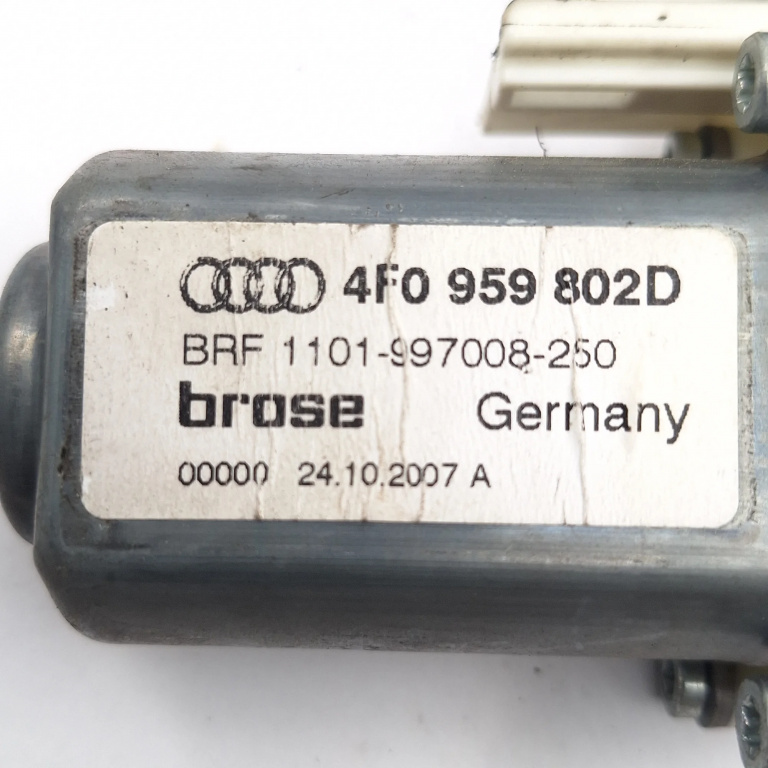 4F0 959 802D
BRF 1101-997008-250
brose Germany
00000 24.10.2007 A